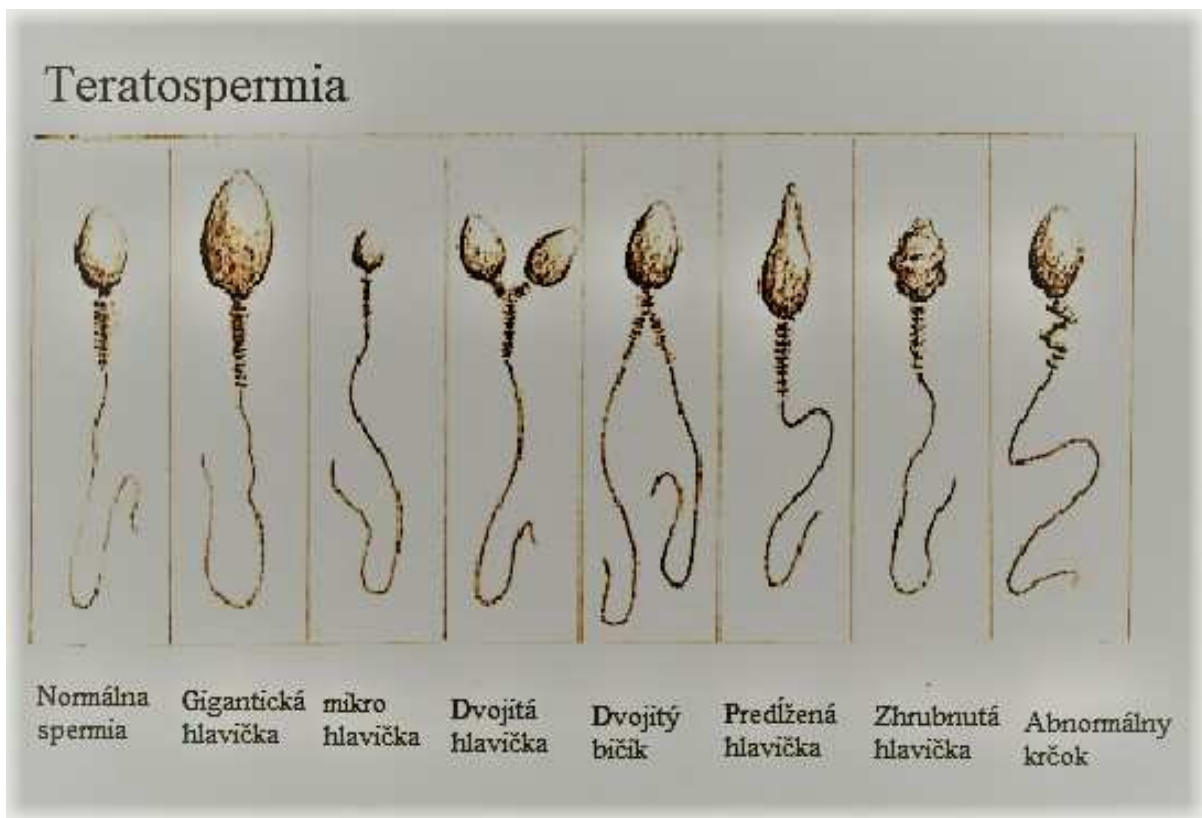 Teratospermia
Normálna
spermia
Gigantická
hlavička
mikro
hlavička
Dvojitá
hlavička
Dvojitý
bičík
Predĺžená
hlavička
Zhrubnutá
hlavička
Abnormálny
krčok